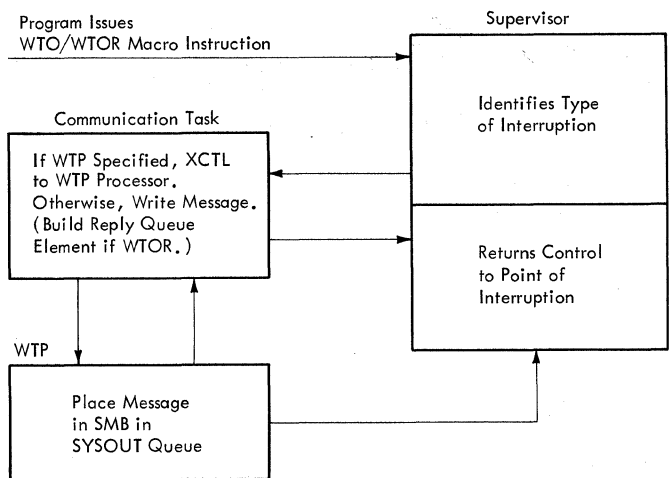 Program Issues
WTO/WTOR Macro Instruction
Supervisor
Identifies Type
of Interruption
Communication Task
If WTP Specified, XCTL
to WTP Processor.
Otherwise, Write Message.
(Build Reply Queue
Element if WTOR.)
Returns Control
to Point of
Interruption
WTP
Place Message
in SMB in
SYSOUT Queue